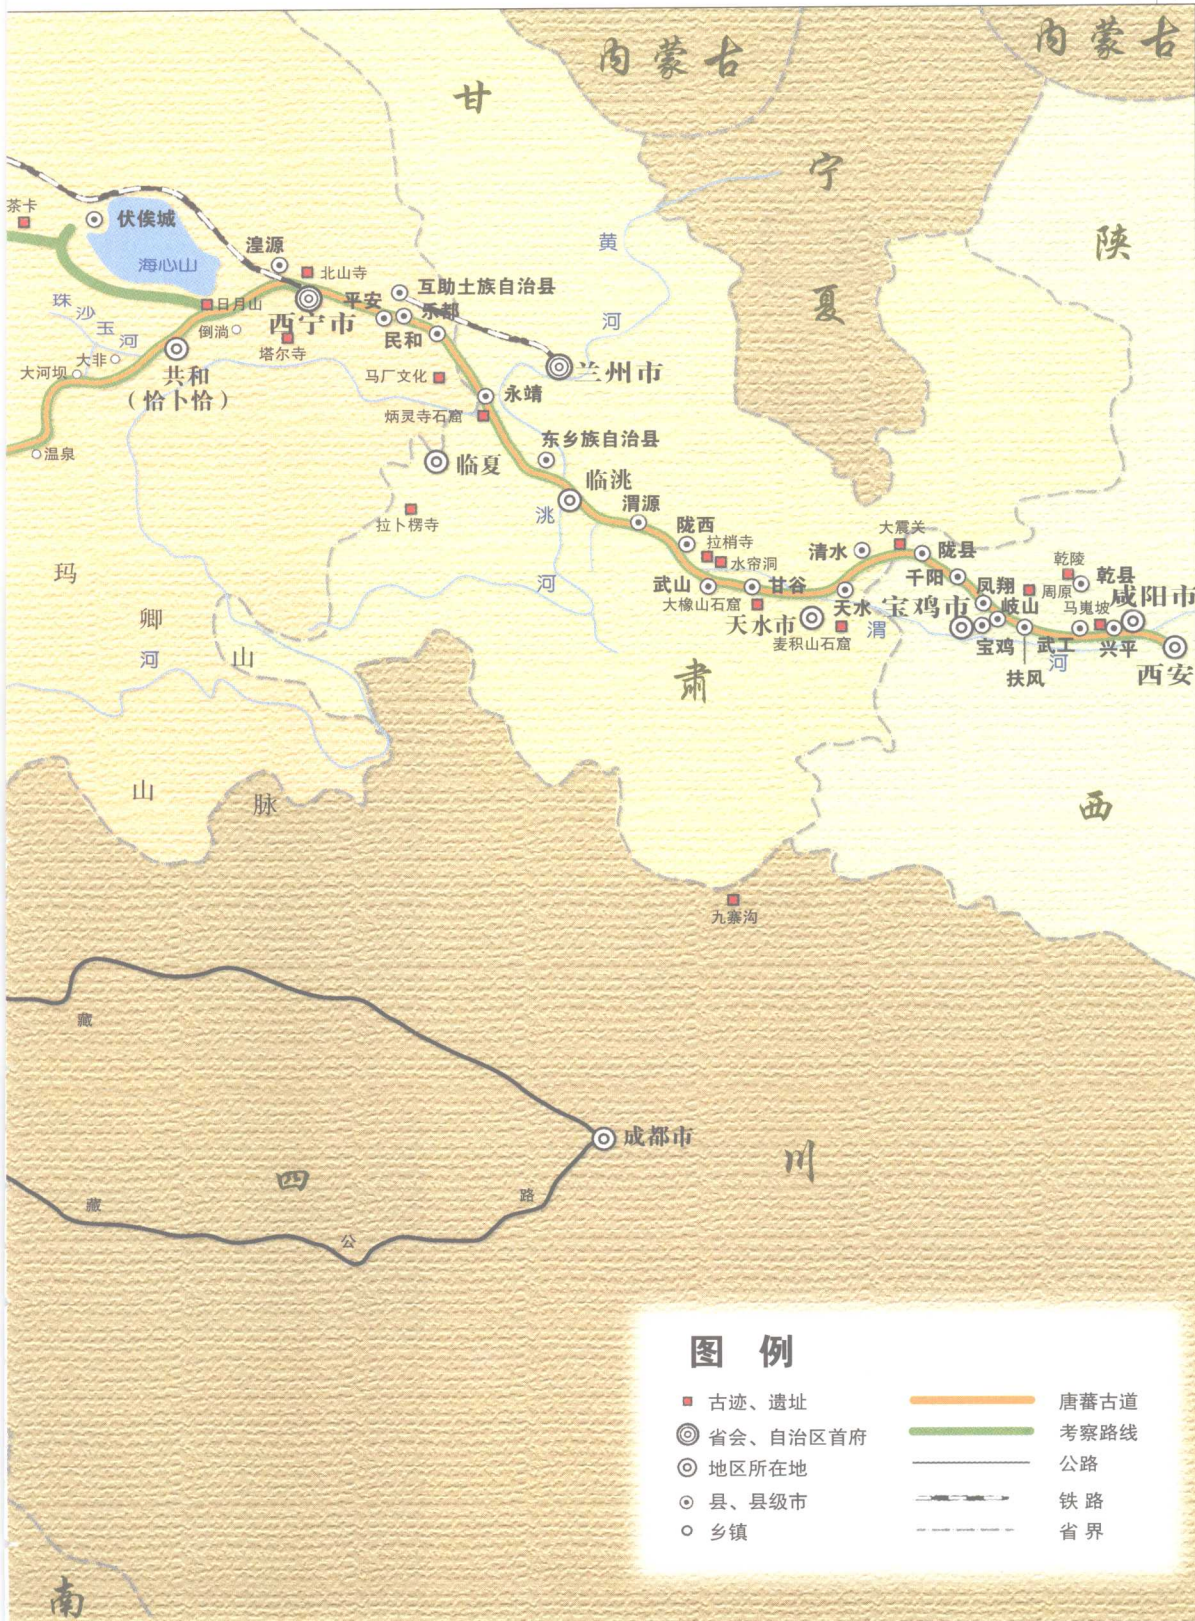 内蒙古
内蒙古
甘
宁
夏
陕
茶卡
伏俟城
海心山
湟源
北山寺
黄
河
互助土族自治县
平安
乐都
西宁市
民和
日月山
倒淌
塔尔寺
珠
沙
玉
河
大非
大河坝
共和
（恰卜恰）
温泉
马厂文化
兰州市
永靖
炳灵寺石窟
东乡族自治县
临夏
临洮
渭源
拉卜楞寺
洮
河
陇西
拉梢寺
水帘洞
武山
甘谷
大橡山石窟
清水
大震关
陇县
千阳
凤翔
周原
乾陵
乾县
马嵬坡
咸阳市
天水
天水市
麦积山石窟
宝鸡市
岐山
渭
宝鸡
扶风
武工
河
兴平
西安
玛
卿
河
山
肃
山
脉
西
九寨沟
藏
成都市
四
川
藏
公
路
南
图 例
古迹、遗址
省会、自治区首府
地区所在地
县、县级市
乡镇
唐蕃古道
考察路线
公路
铁 路
省 界